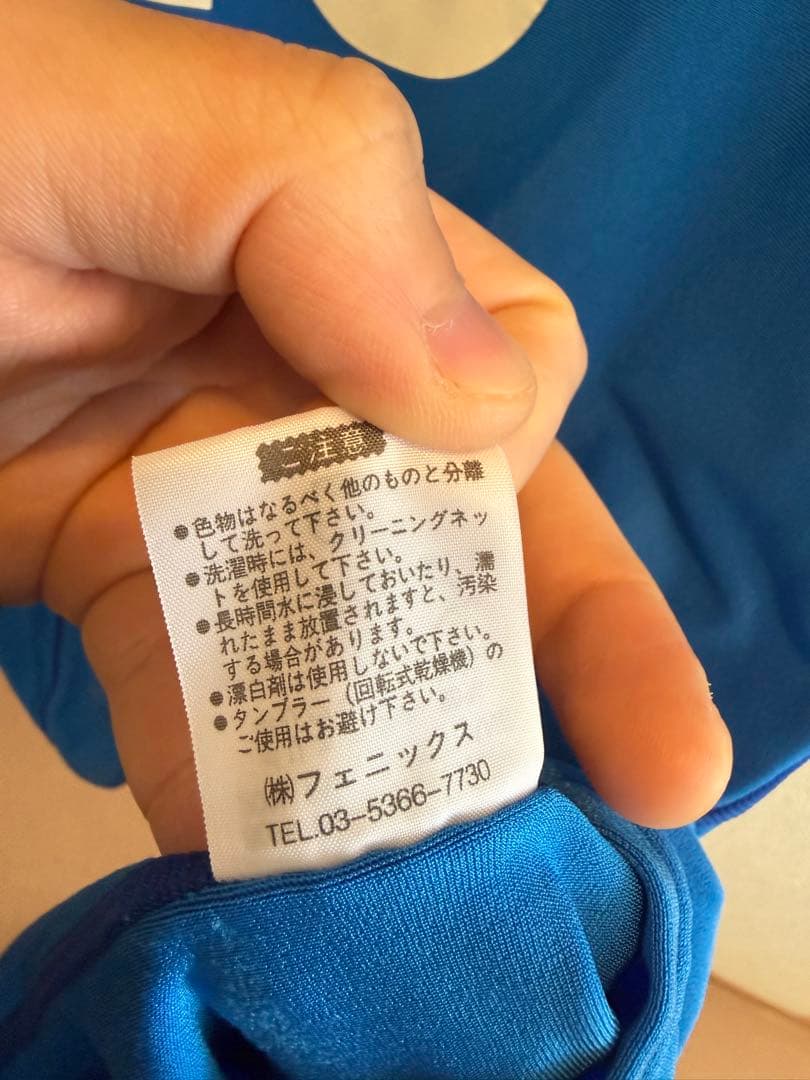 ご注意
●色物はなるべく他のものと分離
して洗って下さい。
●洗濯時には、クリーニングネッ
トを使用して下さい。
●長時間水に浸しておいたり、濡
れたまま放置されますと、汚染
する場合があります。
●漂白剤は使用しないで下さい。
●タンブラー(回転式乾燥機)の
ご使用はお避け下さい。
㈱フェニックス
TEL.03-5366-7730